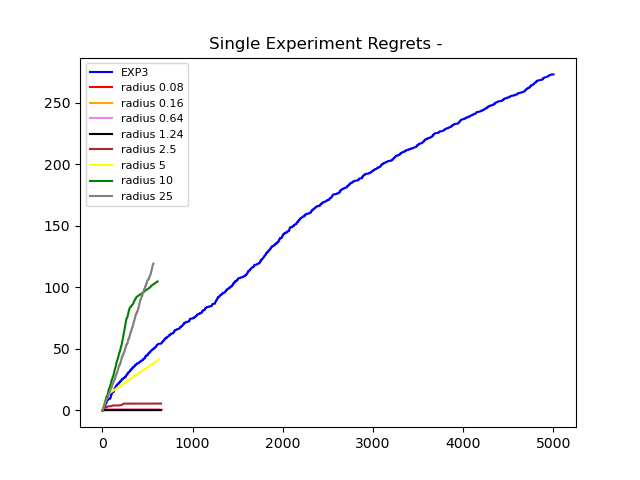 Single Experiment Regrets -
EXP3
radius 0.08
radius 0.16
radius 0.64
radius 1.24
radius 2.5
radius 5
radius 10
radius 25
250
200
150
100
50
0
0 1000 2000 3000 4000 5000